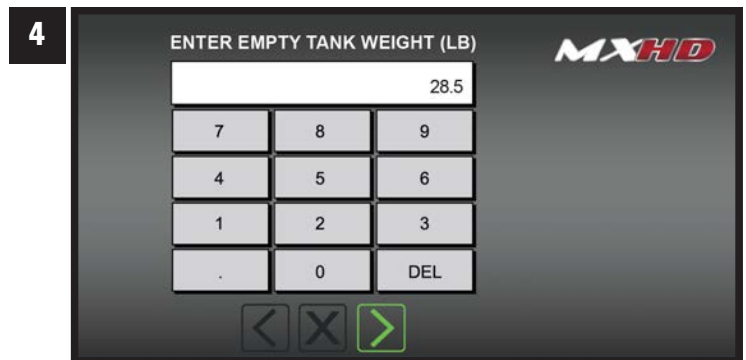 4
ENTER EMPTY TANK WEIGHT (LB)
MXHD
28.5
7 8 9
4 5 6
1 2 3
. 0 DEL